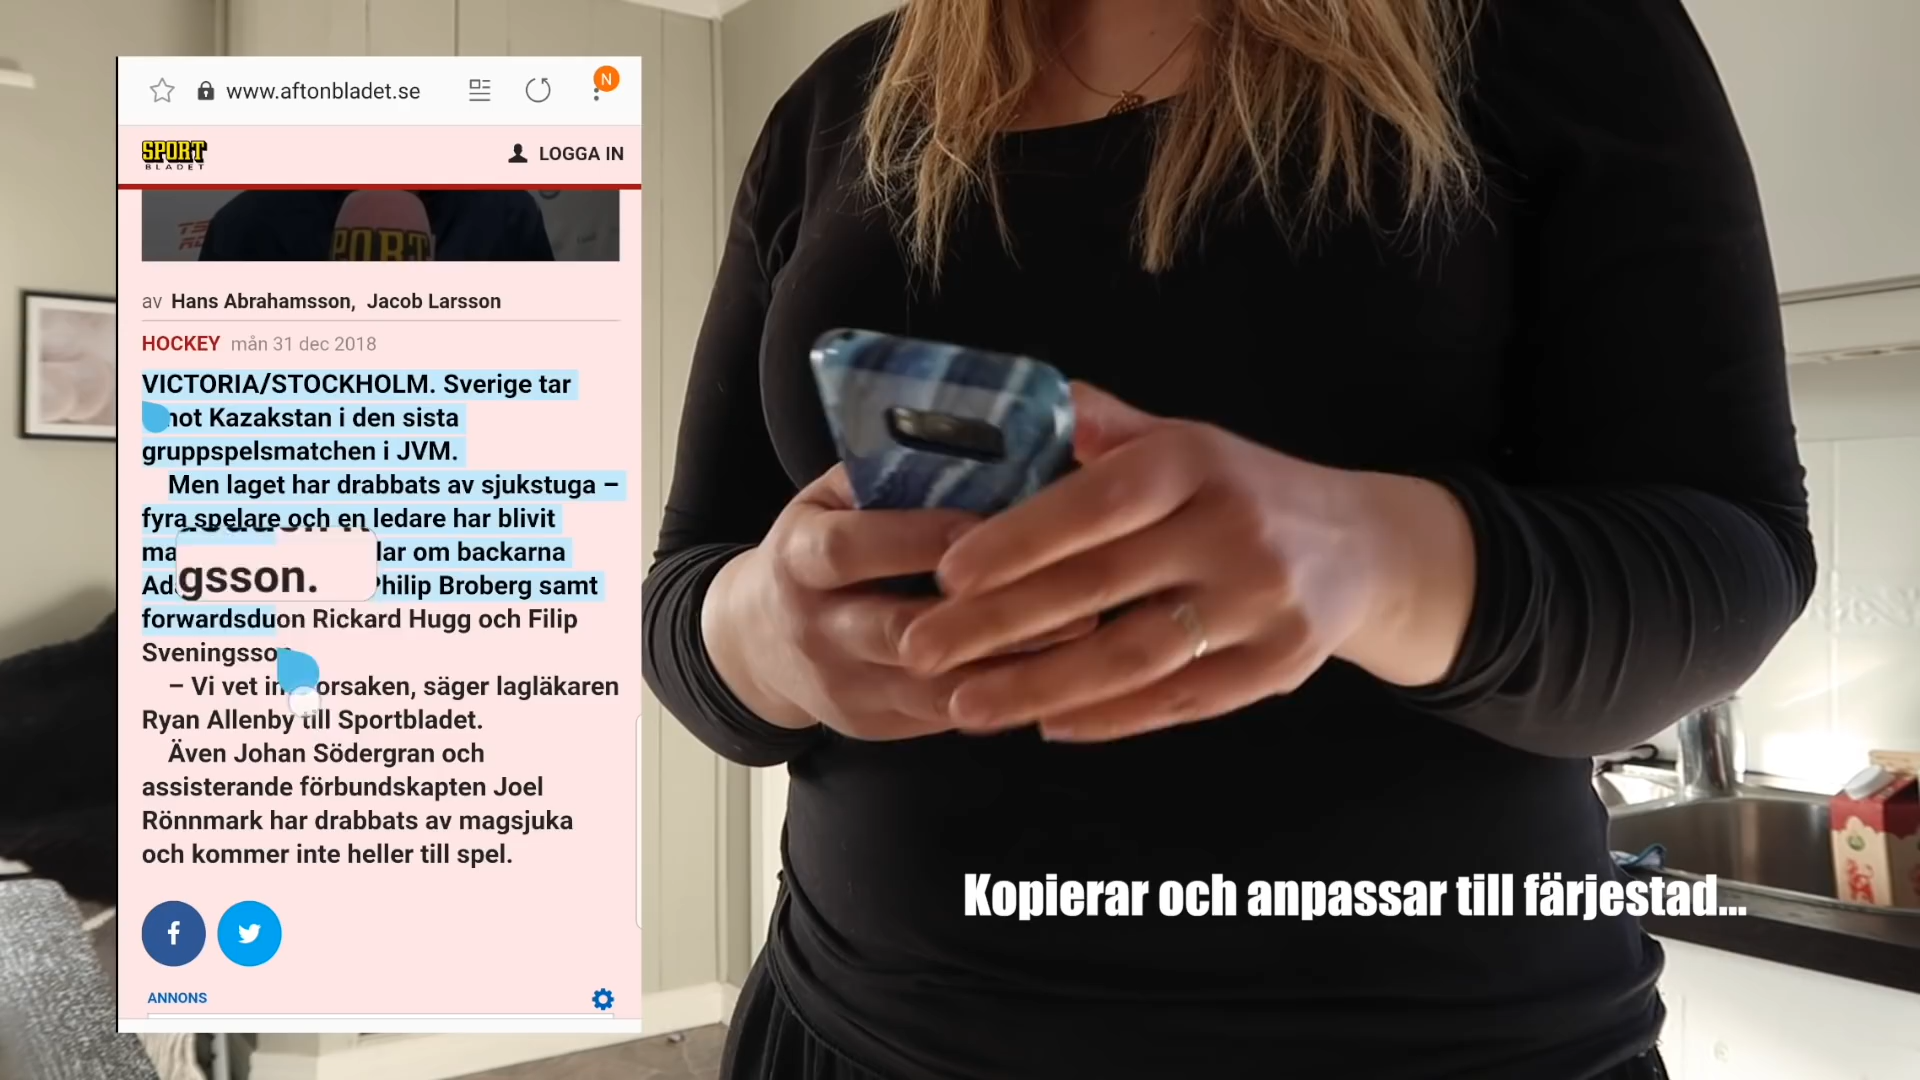 www.aftonbladet.se
N
SPORT
BLADET
LOGGA IN
PORT
av Hans Abrahamsson, Jacob Larsson
HOCKEY mån 31 dec 2018
VICTORIA/STOCKHOLM. Sverige tar
mot Kazakstan i den sista
gruppspelsmatchen i JVM.
Men laget har drabbats av sjukstuga –
fyra spelare och en ledare har blivit
ma lar om backarna
gsson.
Ad Philip Broberg samt
forwardsduon Rickard Hugg och Filip
Sveningsson
– Vi vet in orsaken, säger lagläkaren
Ryan Allenby till Sportbladet.
Även Johan Södergran och
assisterande förbundskapten Joel
Rönnmark har drabbats av magsjuka
och kommer inte heller till spel.
f
ANNONS
Kopierar och anpassar till färjestad...